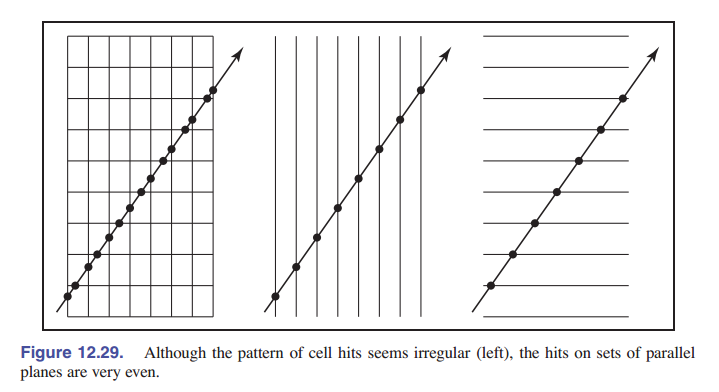 Figure 12.29. Although the pattern of cell hits seems irregular (left), the hits on sets of parallel
planes are very even.